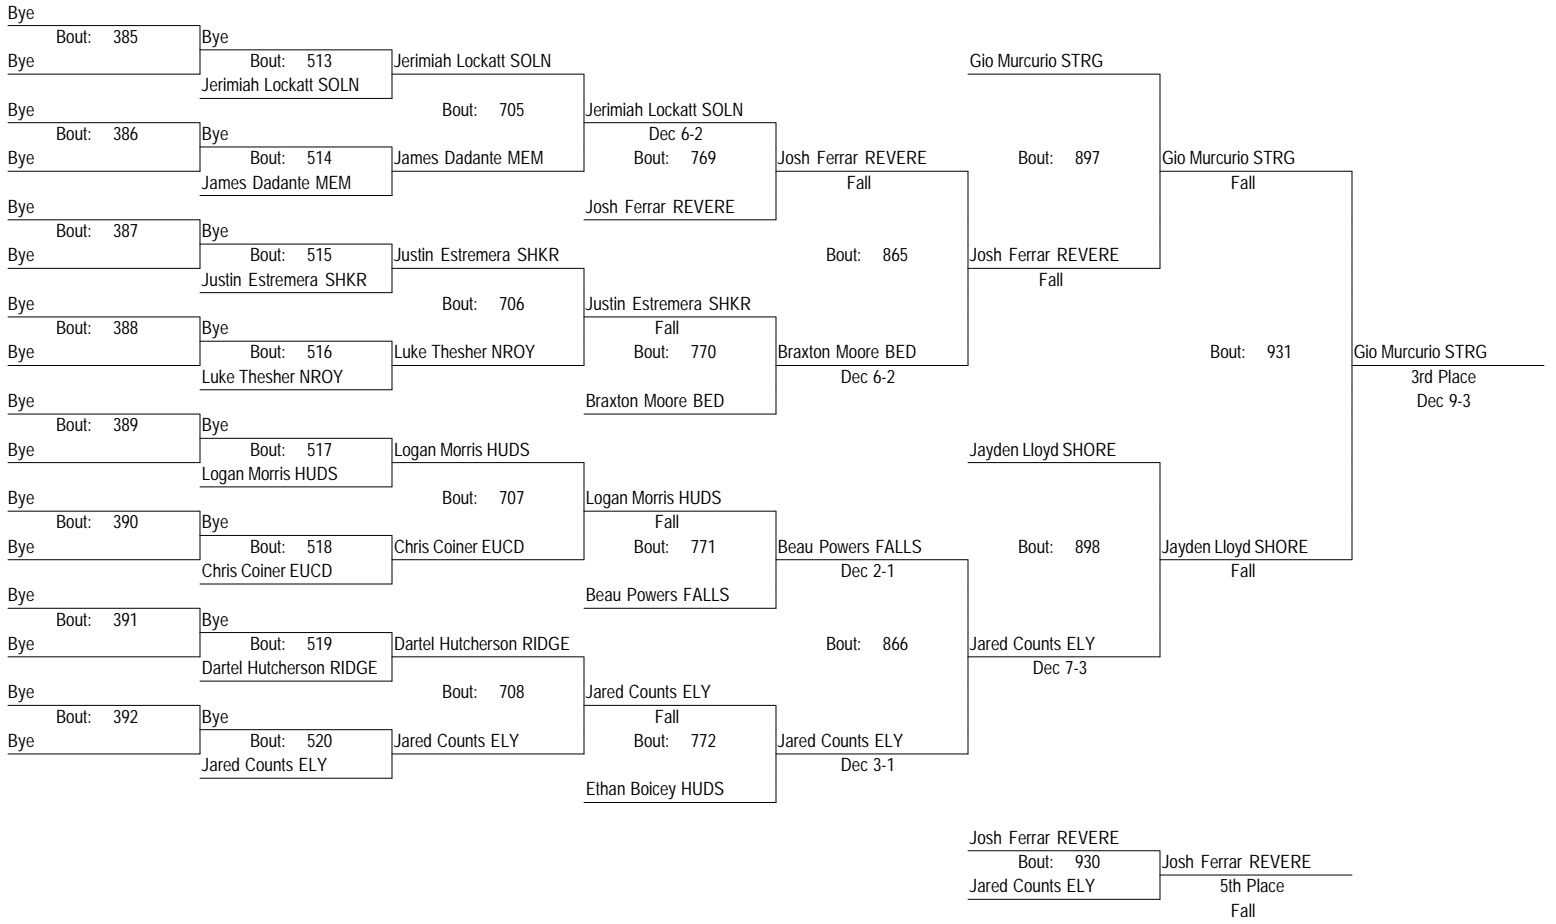 Bye
Bout: 385 Bye
Bye Bout: 513 Jerimiah Lockatt SOLN Gio Murcurio STRG
Jerimiah Lockatt SOLN
Bye Bout: 705 Jerimiah Lockatt SOLN
Bout: 386 Bye Dec 6-2
Bye Bout: 514 James Dadante MEM Bout: 769 Josh Ferrar REVERE Bout: 897 Gio Murcurio STRG
James Dadante MEM Fall Fall
Bye Josh Ferrar REVERE
Bout: 387 Bye
Bye Bout: 515 Justin Estremera SHKR Bout: 865 Josh Ferrar REVERE
Justin Estremera SHKR Fall
Bye Bout: 706 Justin Estremera SHKR
Bout: 388 Bye Fall
Bye Bout: 516 Luke Thesher NROY Bout: 770 Braxton Moore BED Bout: 931 Gio Murcurio STRG
Luke Thesher NROY Dec 6-2 3rd Place
Bye Braxton Moore BED Dec 9-3
Bout: 389 Bye
Bye Bout: 517 Logan Morris HUDS Jayden Lloyd SHORE
Logan Morris HUDS
Bye Bout: 707 Logan Morris HUDS
Bout: 390 Bye Fall
Bye Bout: 518 Chris Coiner EUCD Bout: 771 Beau Powers FALLS Bout: 898 Jayden Lloyd SHORE
Chris Coiner EUCD Dec 2-1 Fall
Bye Beau Powers FALLS
Bout: 391 Bye
Bye Bout: 519 Dartel Hutcherson RIDGE Bout: 866 Jared Counts ELY
Dartel Hutcherson RIDGE Dec 7-3
Bye Bout: 708 Jared Counts ELY
Bout: 392 Bye Fall
Bye Bout: 520 Jared Counts ELY Bout: 772 Jared Counts ELY
Jared Counts ELY Dec 3-1
Ethan Boicey HUDS
Josh Ferrar REVERE
Bout: 930 Josh Ferrar REVERE
Jared Counts ELY 5th Place
Fall